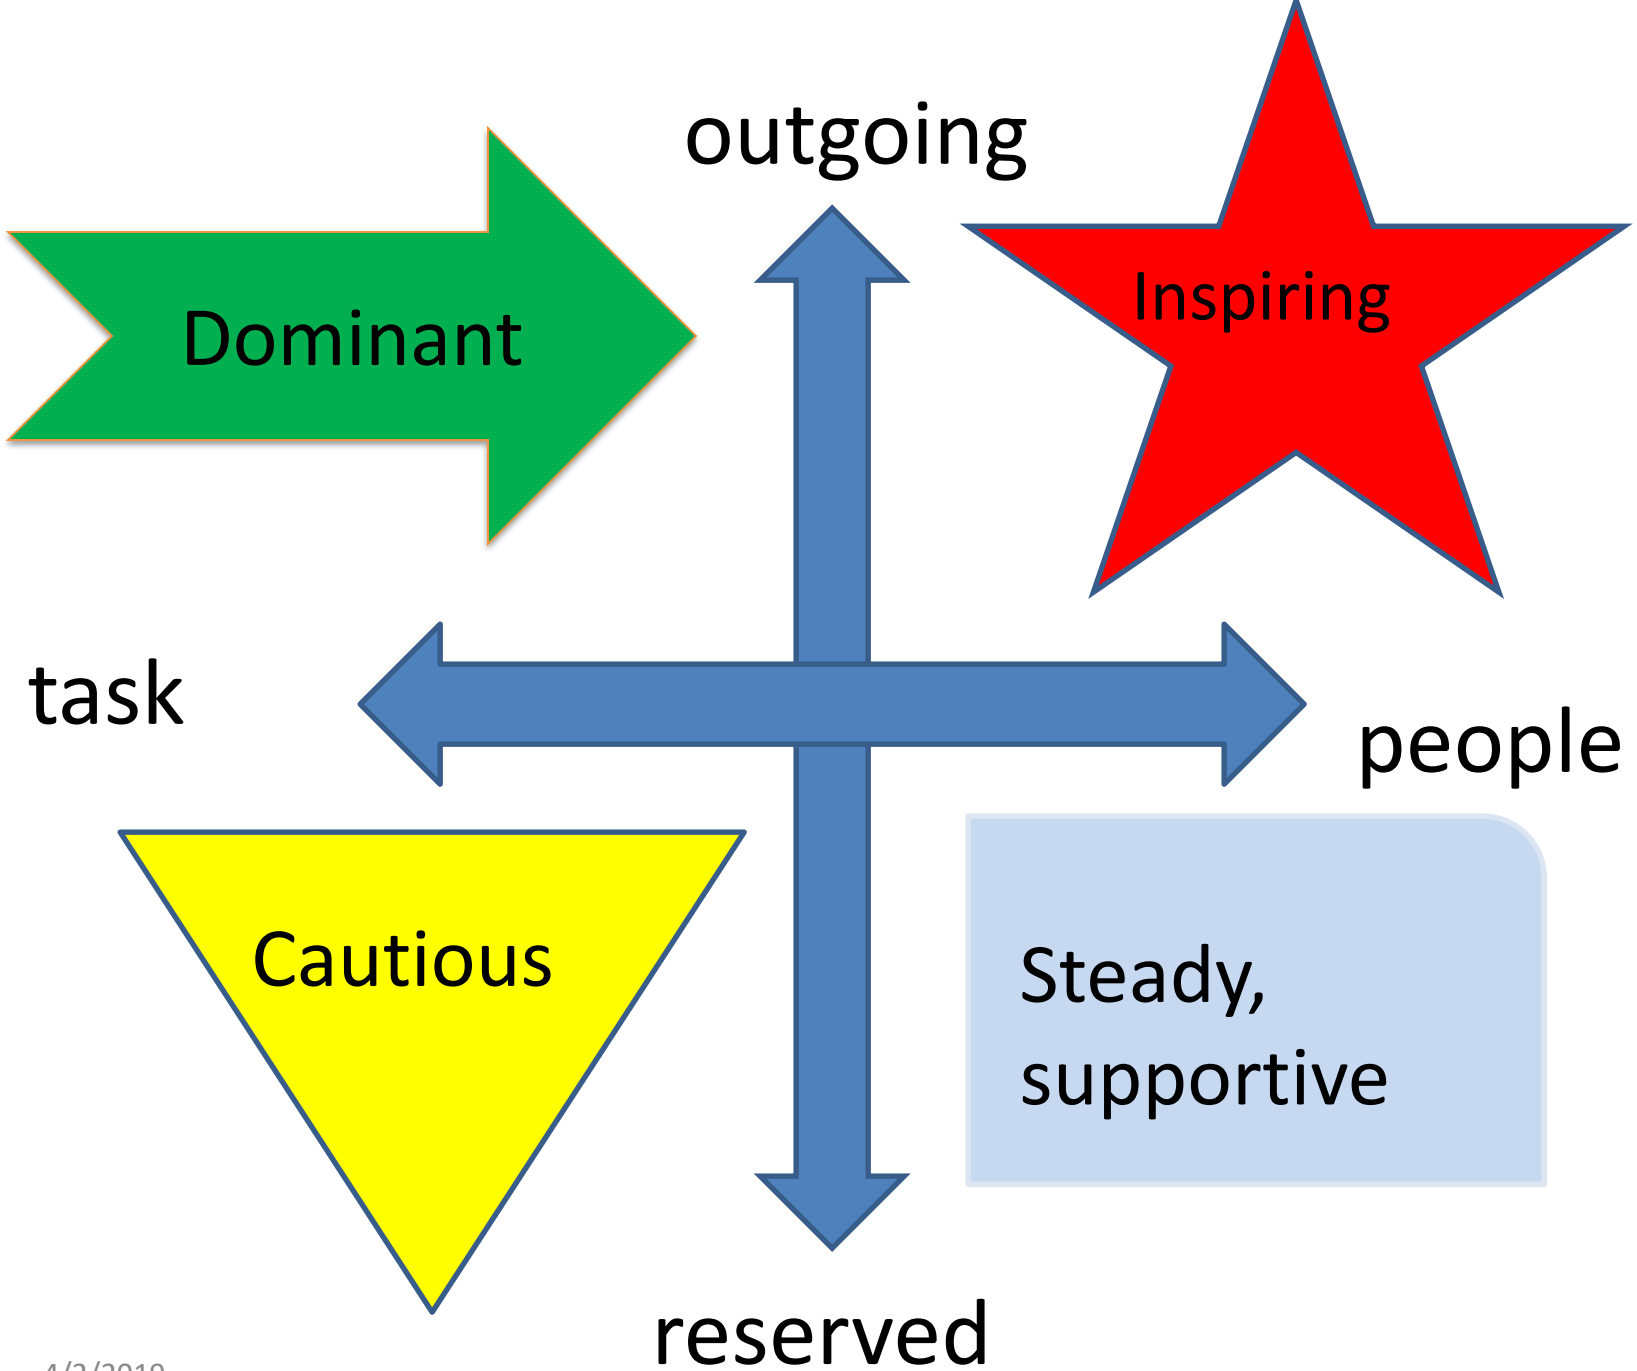 outgoing
Inspiring
Dominant
task
people
Cautious
Steady,
supportive
reserved